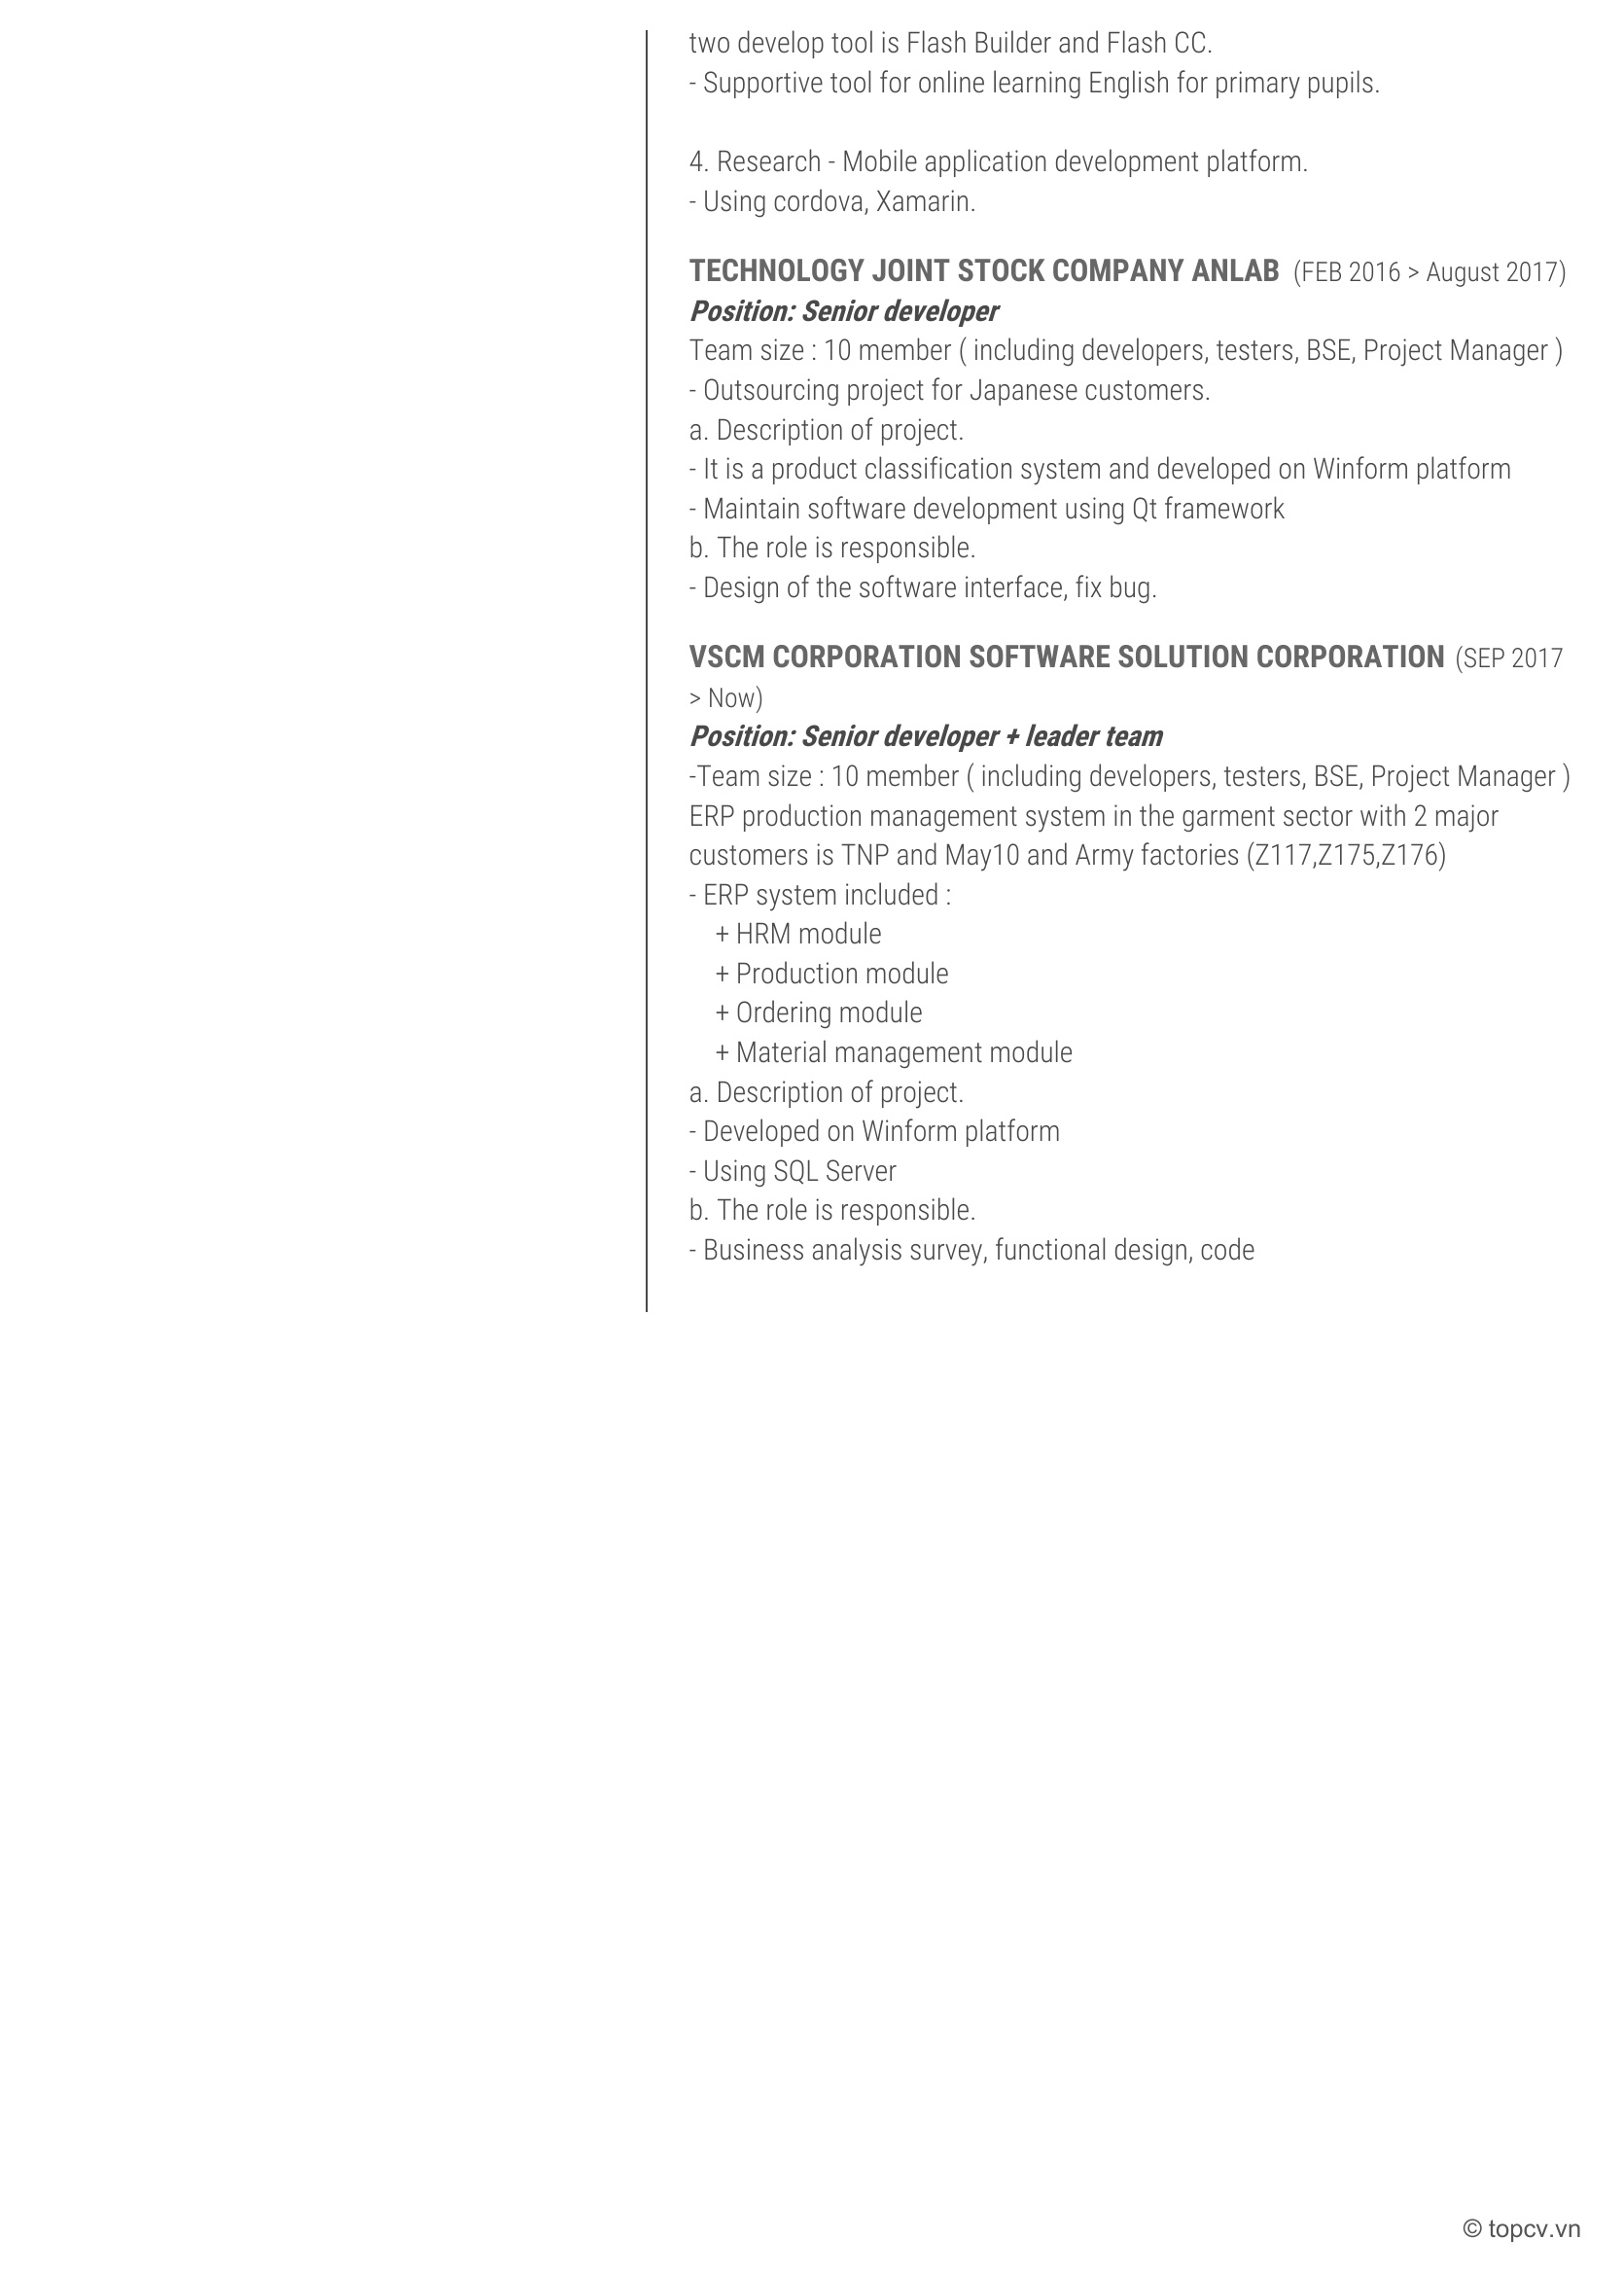 two develop tool is Flash Builder and Flash CC.
- Supportive tool for online learning English for primary pupils.
4. Research - Mobile application development platform.
- Using cordova, Xamarin.
TECHNOLOGY JOINT STOCK COMPANY ANLAB (FEB 2016 > August 2017)
Position: Senior developer
Team size : 10 member ( including developers, testers, BSE, Project Manager )
- Outsourcing project for Japanese customers.
a. Description of project.
- It is a product classification system and developed on Winform platform
- Maintain software development using Qt framework
b. The role is responsible.
- Design of the software interface, fix bug.
VSCM CORPORATION SOFTWARE SOLUTION CORPORATION (SEP 2017
> Now)
Position: Senior developer + leader team
-Team size : 10 member ( including developers, testers, BSE, Project Manager )
ERP production management system in the garment sector with 2 major
customers is TNP and May10 and Army factories (Z117,Z175,Z176)
- ERP system included :
+ HRM module
+ Production module
+ Ordering module
+ Material management module
a. Description of project.
- Developed on Winform platform
- Using SQL Server
b. The role is responsible.
- Business analysis survey, functional design, code
© topcv.vn